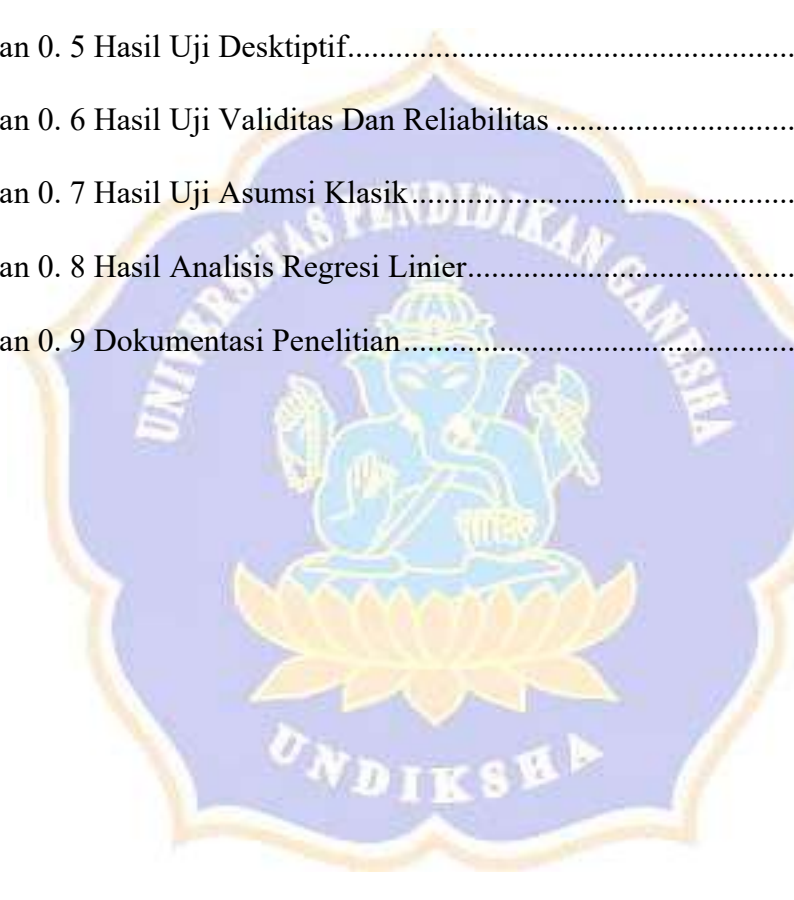 an 0. 5 Hasil Uji Desktiptif......................................................
an 0. 6 Hasil Uji Validitas Dan Reliabilitas ..............................
an 0. 7 Hasil Uji Asumsi Klasik................................................
an 0. 8 Hasil Analisis Regresi Linier.........................................
an 0. 9 Dokumentasi Penelitian.................................................
UNIVERSITAS PENDIDIKAN GANESHA
UNDIKSHA